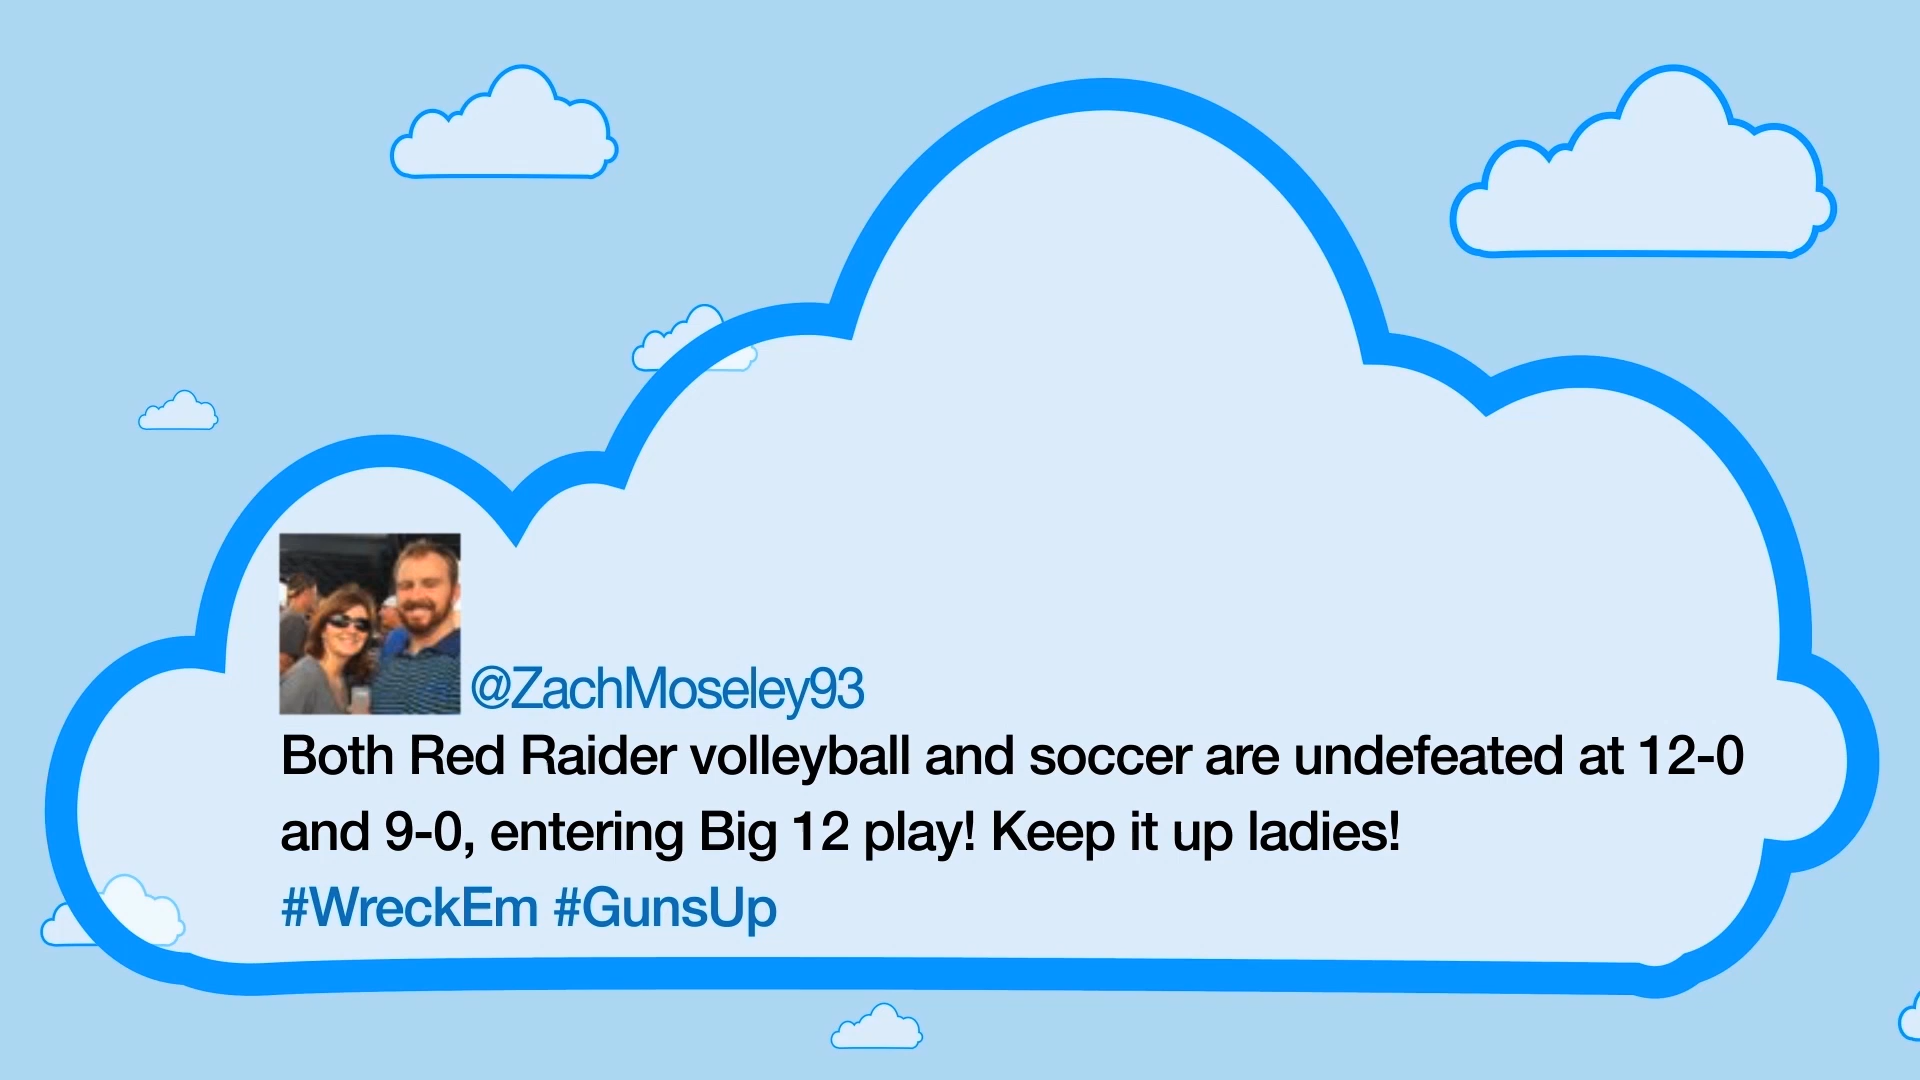 @ZachMoseley93
Both Red Raider volleyball and soccer are undefeated at 12-0
and 9-0, entering Big 12 play! Keep it up ladies!
#WreckEm #GunsUp